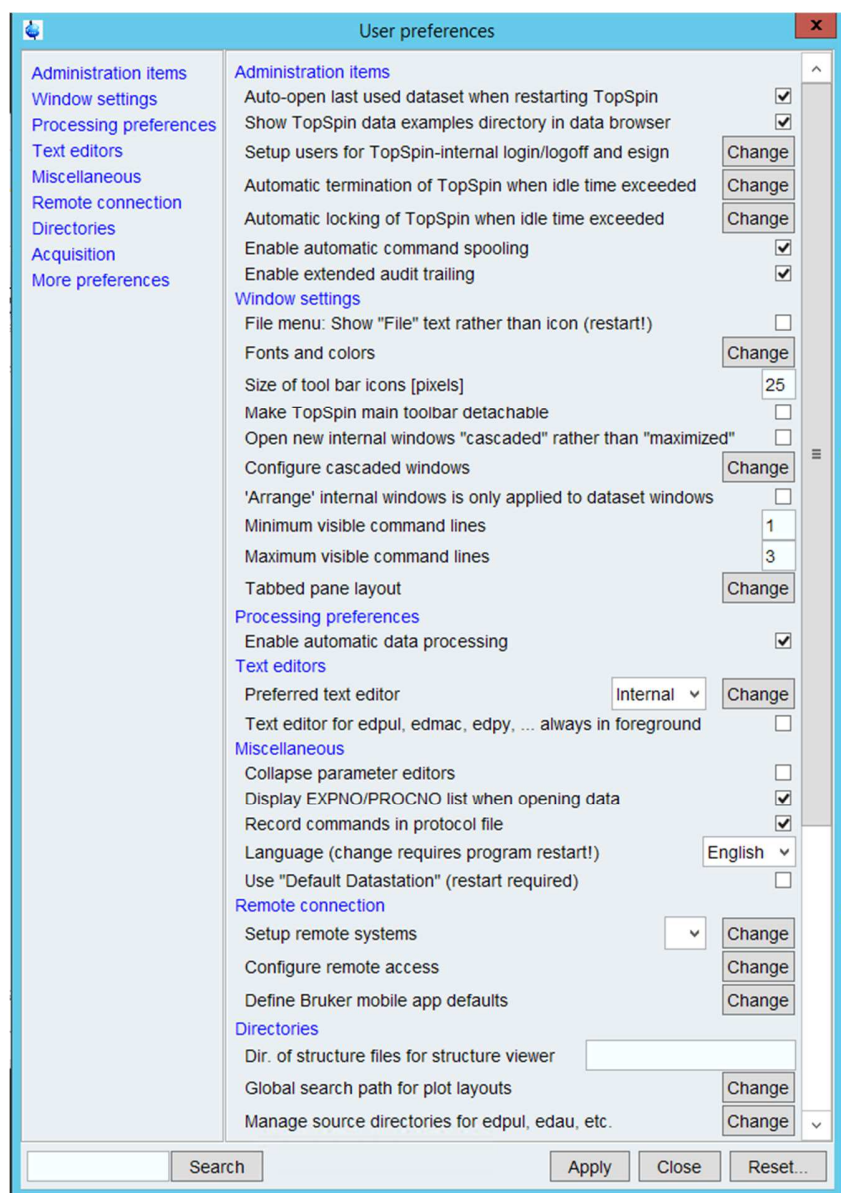 User preferences
x
Administration items
Window settings
Processing preferences
Text editors
Miscellaneous
Remote connection
Directories
Acquisition
More preferences
Administration items
Auto-open last used dataset when restarting TopSpin
Show TopSpin data examples directory in data browser
Setup users for TopSpin-internal login/logoff and esign Change
Automatic termination of TopSpin when idle time exceeded Change
Automatic locking of TopSpin when idle time exceeded Change
Enable automatic command spooling
Enable extended audit trailing
Window settings
File menu: Show "File" text rather than icon (restart!)
Fonts and colors Change
Size of tool bar icons [pixels] 25
Make TopSpin main toolbar detachable
Open new internal windows "cascaded" rather than "maximized"
Configure cascaded windows Change
'Arrange' internal windows is only applied to dataset windows
Minimum visible command lines 1
Maximum visible command lines 3
Tabbed pane layout Change
Processing preferences
Enable automatic data processing
Text editors
Preferred text editor Internal Change
Text editor for edpul, edmac, edpy, ... always in foreground
Miscellaneous
Collapse parameter editors
Display EXPNO/PROCNO list when opening data
Record commands in protocol file
Language (change requires program restart!) English
Use "Default Datastation" (restart required)
Remote connection
Setup remote systems Change
Configure remote access Change
Define Bruker mobile app defaults Change
Directories
Dir. of structure files for structure viewer
Global search path for plot layouts Change
Manage source directories for edpul, edau, etc. Change
Search Apply Close Reset...